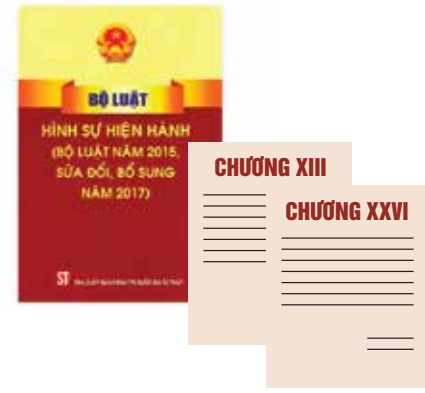 BỘ LUẬT
HÌNH SỰ HIỆN HÀNH
(BỘ LUẬT NĂM 2015,
SỬA ĐỔI, BỔ SUNG
NĂM 2017)
ST
CHƯƠNG XIII
CHƯƠNG XXVI